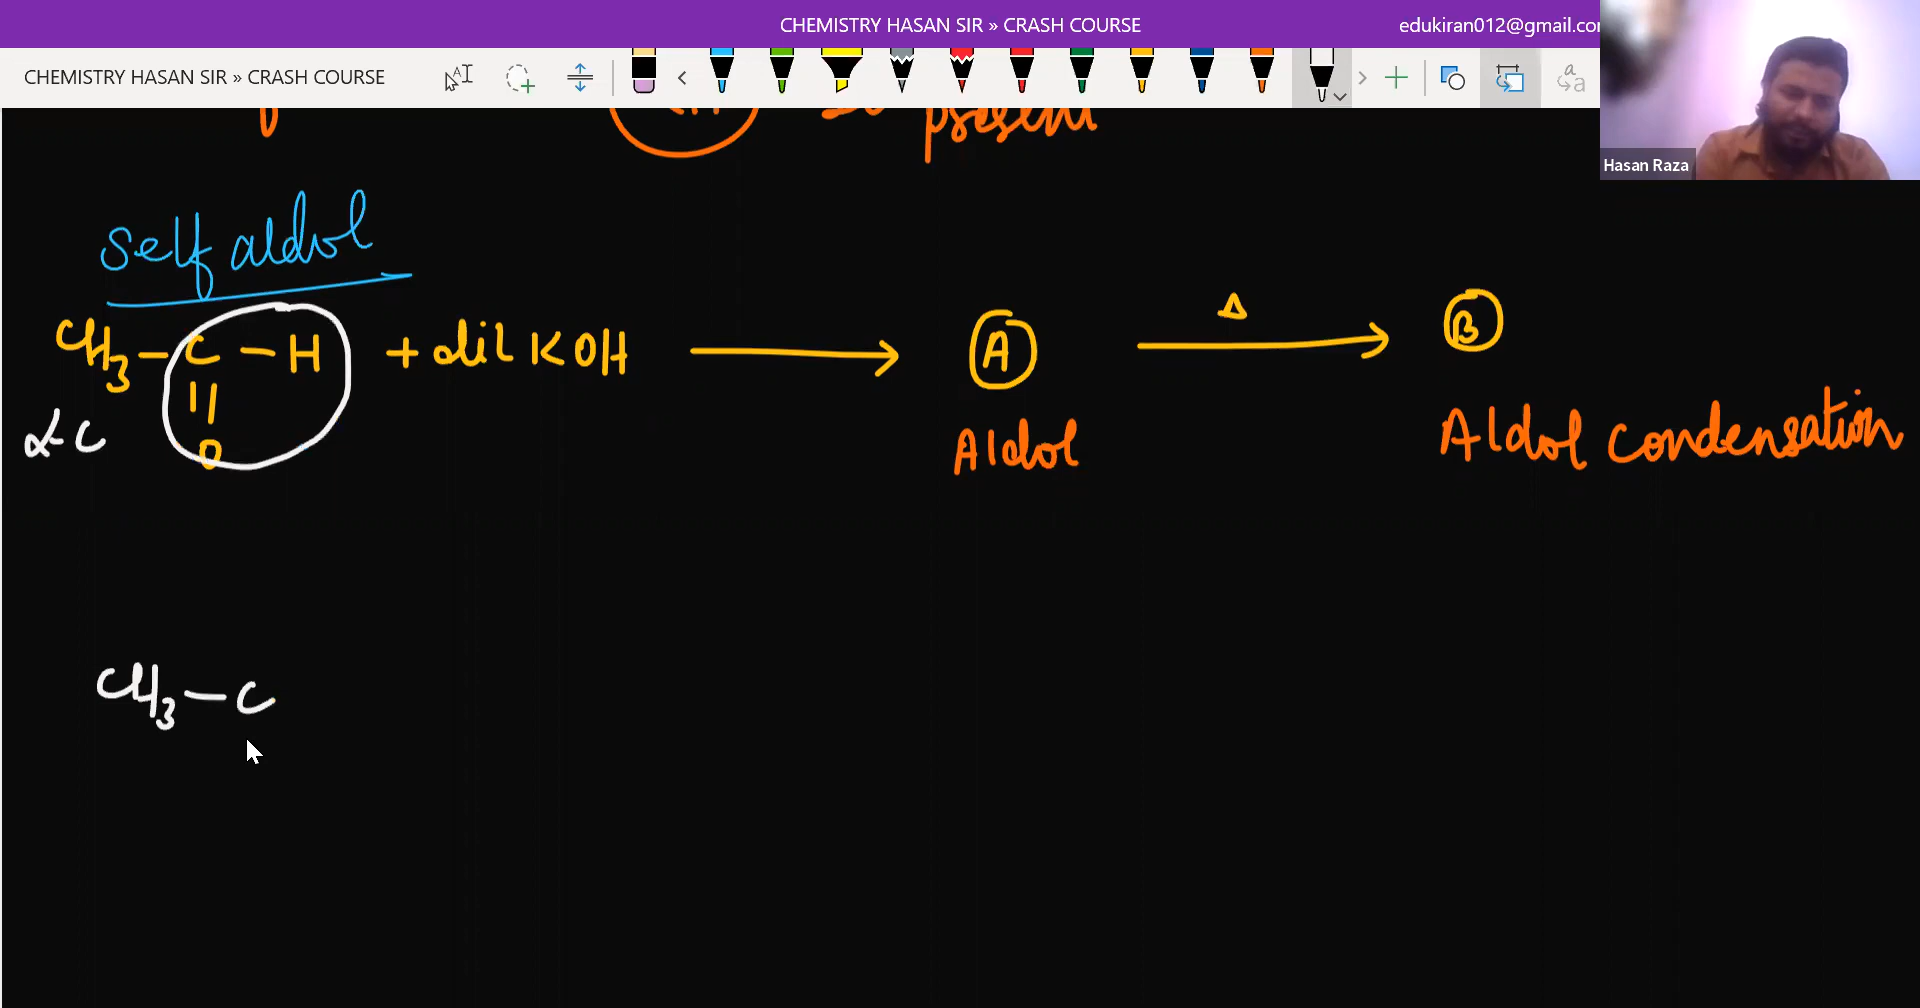 CHEMISTRY HASAN SIR » CRASH COURSE
edukiran012@gmail.co
CHEMISTRY HASAN SIR » CRASH COURSE
Hasan Raza
present
Self aldol
CH3 – C – H + dil KOH ⟶ A —Δ→ B
||
O
αC
Aldol
Aldol condensation
CH3 – C